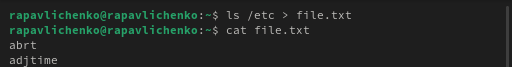 rapavlichenko@rapavlichenko:~$ ls /etc > file.txt
rapavlichenko@rapavlichenko:~$ cat file.txt
abrt
adjtime